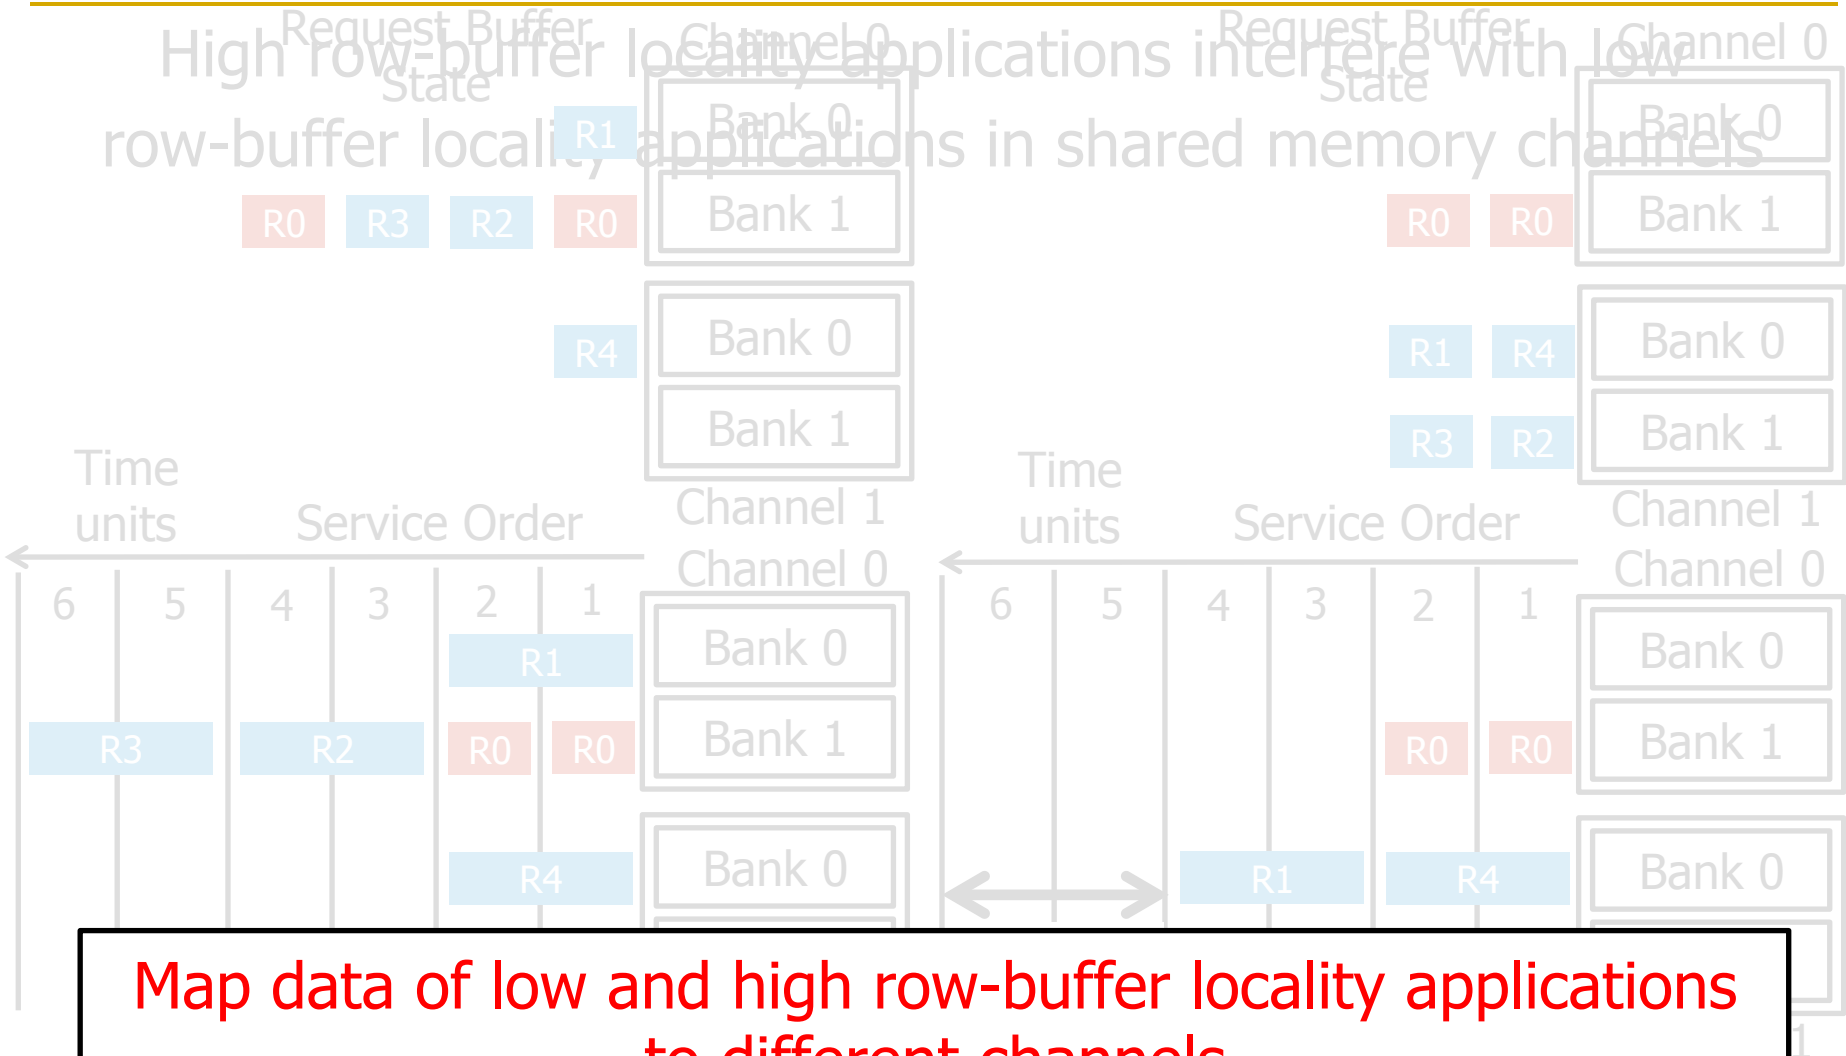 High row-buffer locality applications interfere with low
row-buffer locality applications in shared memory channels
Request Buffer
State
Channel 0
R1
Bank 0
R0 R3 R2 R0
Bank 1
R4
Bank 0
Bank 1
Channel 1
Time
units
Service Order
Channel 0
6 5 4 3 2 1
R1
Bank 0
R3 R2 R0 R0
Bank 1
R4
Bank 0
Request Buffer
State
Channel 0
Bank 0
R0 R0
Bank 1
R1 R4
Bank 0
R3 R2
Bank 1
Channel 1
Time
units
Service Order
Channel 0
6 5 4 3 2 1
Bank 0
R0 R0
Bank 1
R1 R4
Bank 0
1
Map data of low and high row-buffer locality applications
to different channels